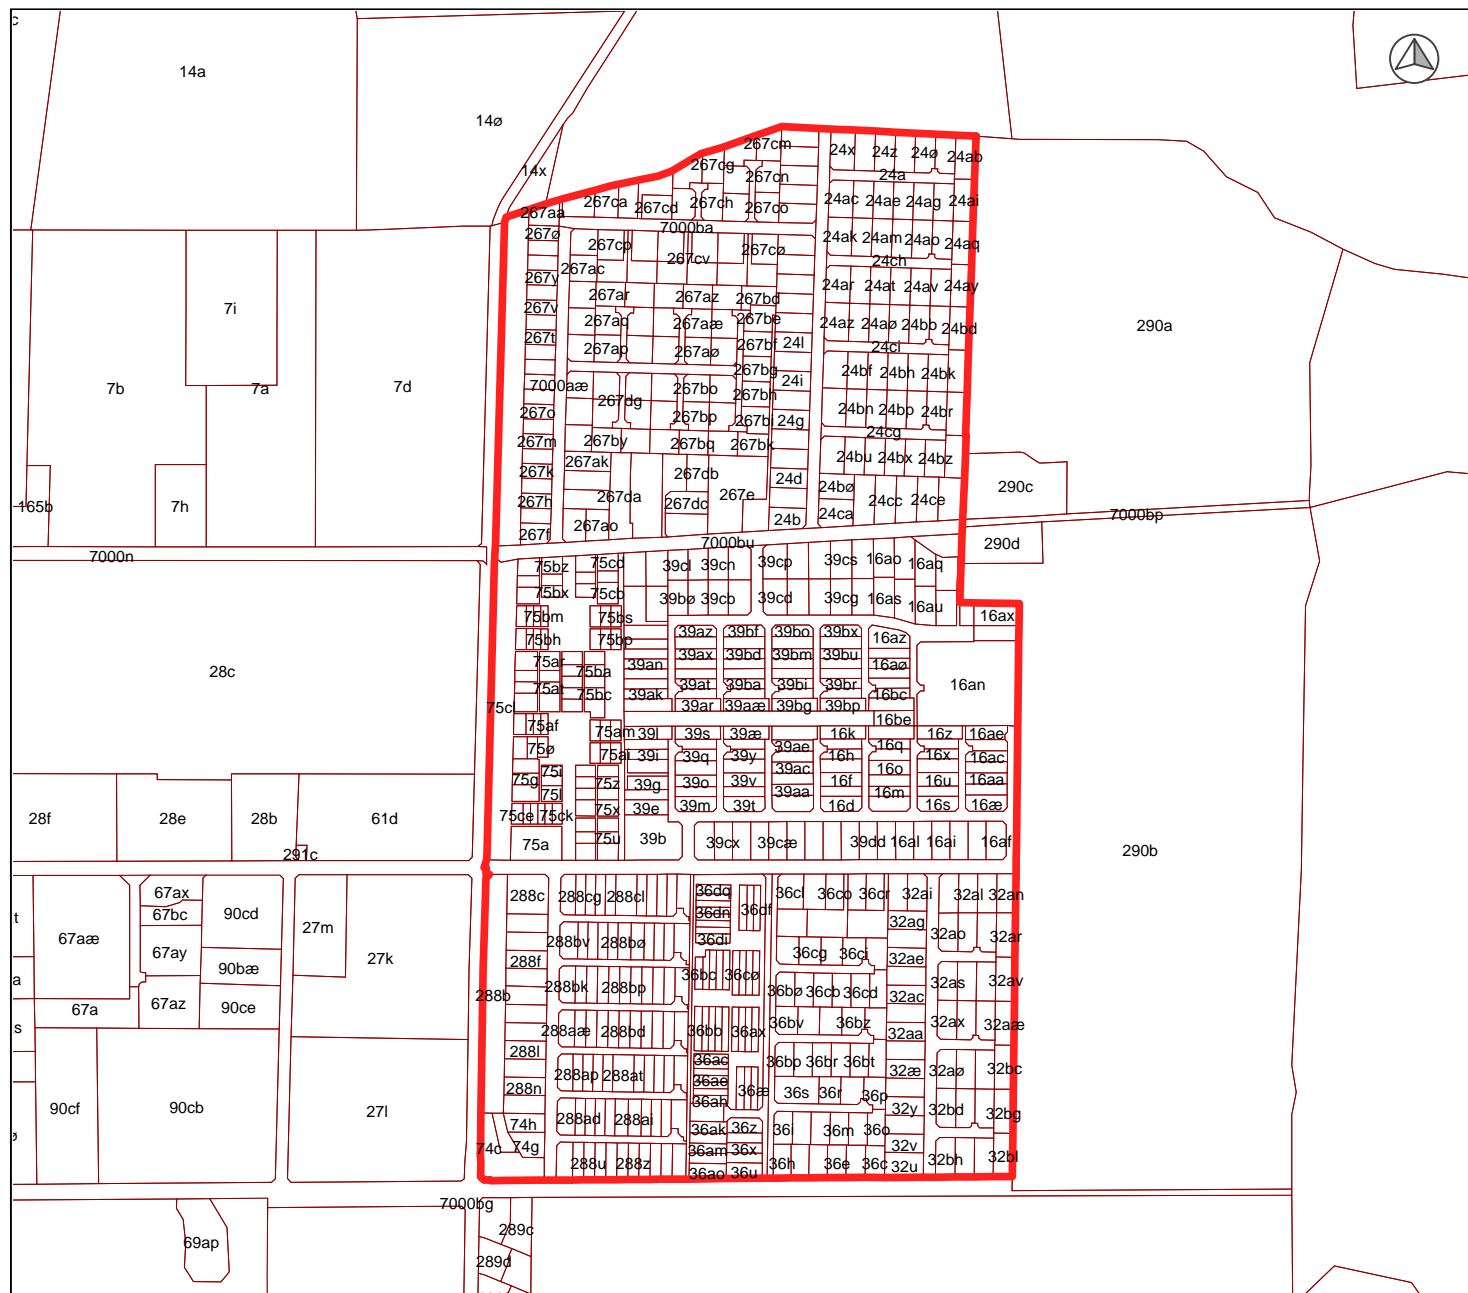 c
14a
14ø
14x
267cm
24x 24z 24ø 24ab
267cg
24a
267cn
267ca 267cd 267ch 267co
24ac 24ae 24ag 24ai
267aa
7000ba
267ø
267cp 267cv 267cø
24ak 24am 24ao 24aq
24ch
267ac
267y
24ar 24at 24av 24ay
267ar 267az 267bd
267v
267aq 267aæ 267be
24az 24aø 24bb 24bd
290a
7i
267t
267ap 267aø 267bf 24l
24ci
267bg
24bf 24bh 24bk
7b 7a 7d
7000aæ
267bo 267bh 24i
267dg
24bn 24bp 24br
267o
267bp 267bi 24g
24cg
267m
267by 267bq 267bk
24bu 24bx 24bz
267ak
267k
267db
24d
24bø
290c
267h
267da 267dc 267e
24cc 24ce
165b
7h
24ca
267ao
24b
7000bp
267f
7000bu
290d
7000n
75bz 75cd 39cl 39cn 39cp 39cs 16ao 16aq
75bx 75cb 39bø 39cb 39cd 39cg 16as 16au
75bm 75bs
16ax
75bh 75bp
39az 39bf 39bo 39bx 16az
75ar 75ba 39an 39ax 39bd 39bm 39bu 16aø
28c
16an
75at 75bc 39ak 39at 39ba 39bi 39br 16bc
75cl
39ar 39aæ 39bg 39bp 16be
75af 75am 39l 39s 39æ 16k 16z 16ae
75ø 75ai 39i 39q 39y 39ae 16h 16q 16x 16ac
75g 75i 75z 39g 39o 39v 39ac 16f 16o 16u 16aa
75l
75ce 75ck 75x 39e 39m 39t 39aa 16d 16m 16s 16æ
28f 28e 28b 61d
75a 75u 39b 39cx 39cæ 39dd 16al 16ai 16af
291c
290b
67ax
288c 288cg 288cl 36dq 36cl 36co 36cr 32ai 32al 32an
67bc 90cd
36dn 36df
t
27m
32ag
67aæ
288bv 288bø 36di
32ao 32ar
67ay
27k
288f
36cg 36ci 32ae
90bæ
36bc 36cø
a
288bk 288bp
36bø 36cb 36cd 32ac 32as 32av
288b
67a 67az 90ce
s
288aæ 288bd 36bb 36ax 36bv 36bz 32aa 32ax 32aæ
288l
36ac
36bp 36br 36bt
288ap 288at 36ae
32æ 32aø 32bc
288n
36æ 36s 36r 36p
90cf 90cb 27l
36ah
32y 32bd 32bg
74h
288ad 288ai 36ak 36z 36i 36m 36o
ø
74c 74g
36am 36x
32v
288u 288z
36h 36e 36c 32u 32bh 32bl
36ao 36u
7000bg
289c
69ap
289d